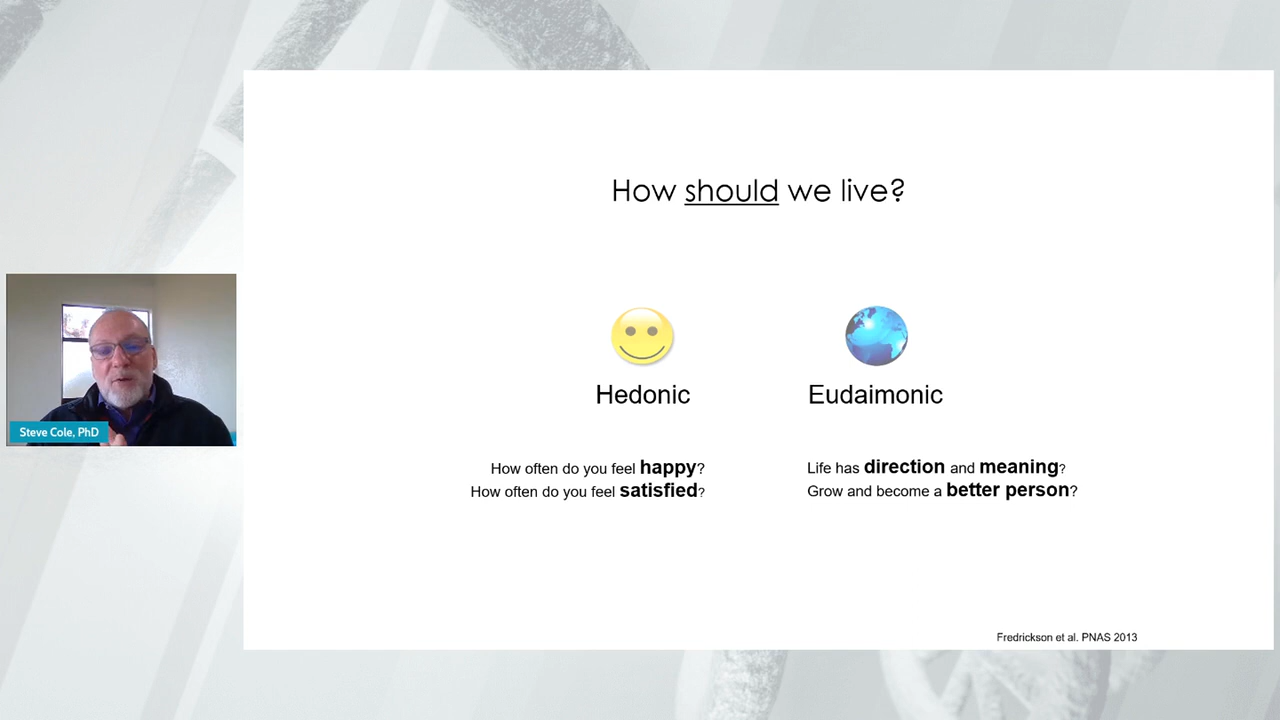 How should we live?
Hedonic
Eudaimonic
How often do you feel happy?
How often do you feel satisfied?
Life has direction and meaning?
Grow and become a better person?
Steve Cole, PhD
Fredrickson et al. PNAS 2013